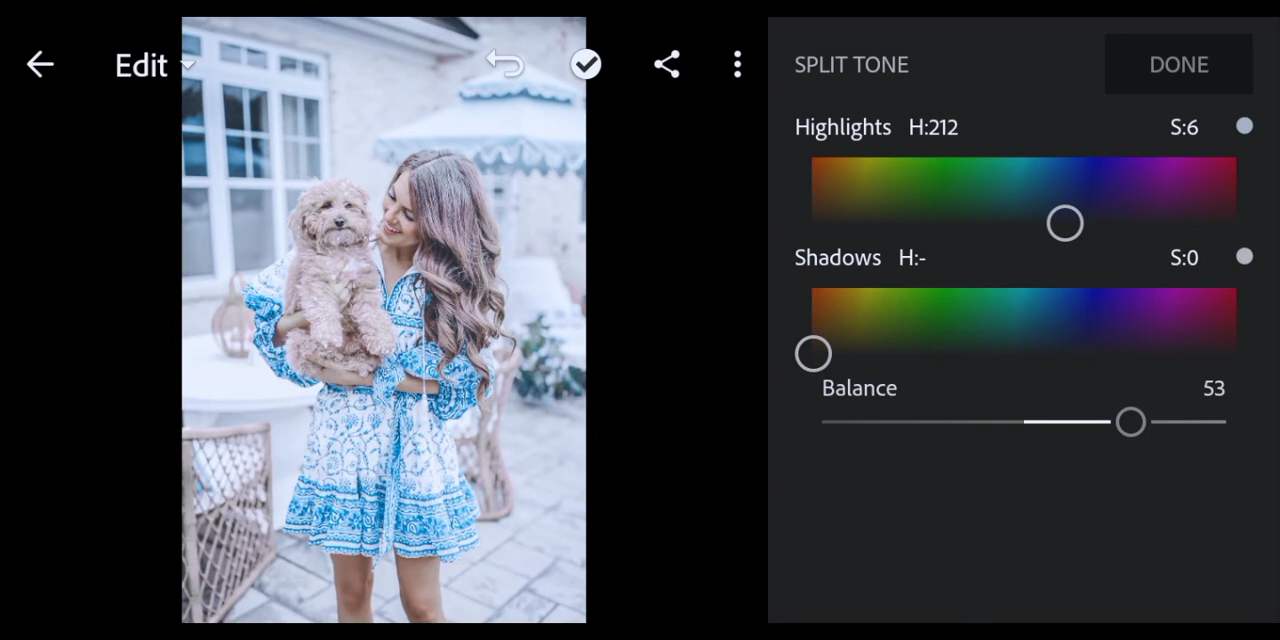 Edit
SPLIT TONE
DONE
Highlights H:212 S:6
Shadows H:- S:0
Balance 53